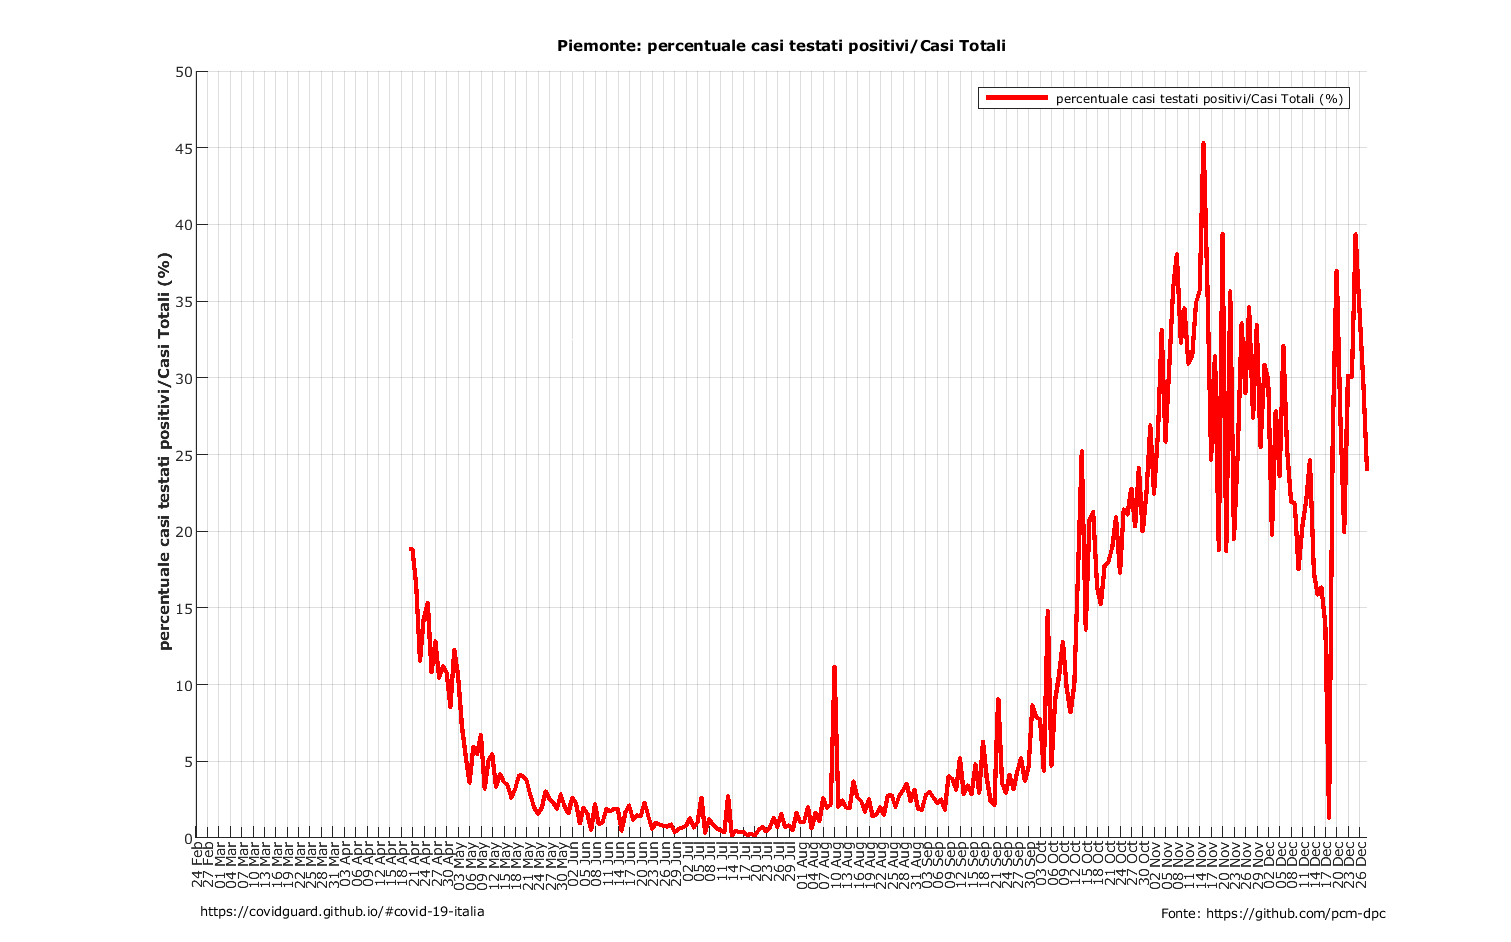 Piemonte: percentuale casi testati positivi/Casi Totali
percentuale casi testati positivi/Casi Totali (%)
percentuale casi testati positivi/Casi Totali (%)
50
45
40
35
30
25
20
15
10
5
0
24 Feb
27 Feb
01 Mar
04 Mar
07 Mar
10 Mar
13 Mar
16 Mar
19 Mar
22 Mar
25 Mar
28 Mar
31 Mar
03 Apr
06 Apr
09 Apr
12 Apr
15 Apr
18 Apr
21 Apr
24 Apr
27 Apr
30 Apr
03 May
06 May
09 May
12 May
15 May
18 May
21 May
24 May
27 May
30 May
02 Jun
05 Jun
08 Jun
11 Jun
14 Jun
17 Jun
20 Jun
23 Jun
26 Jun
29 Jun
02 Jul
05 Jul
08 Jul
11 Jul
14 Jul
17 Jul
20 Jul
23 Jul
26 Jul
29 Jul
01 Aug
04 Aug
07 Aug
10 Aug
13 Aug
16 Aug
19 Aug
22 Aug
25 Aug
28 Aug
31 Aug
03 Sep
06 Sep
09 Sep
12 Sep
15 Sep
18 Sep
21 Sep
24 Sep
27 Sep
30 Sep
03 Oct
06 Oct
09 Oct
12 Oct
15 Oct
18 Oct
21 Oct
24 Oct
27 Oct
30 Oct
02 Nov
05 Nov
08 Nov
11 Nov
14 Nov
17 Nov
20 Nov
23 Nov
26 Nov
29 Nov
02 Dec
05 Dec
08 Dec
11 Dec
14 Dec
17 Dec
20 Dec
23 Dec
26 Dec
https://covidguard.github.io/#covid-19-italia
Fonte: https://github.com/pcm-dpc